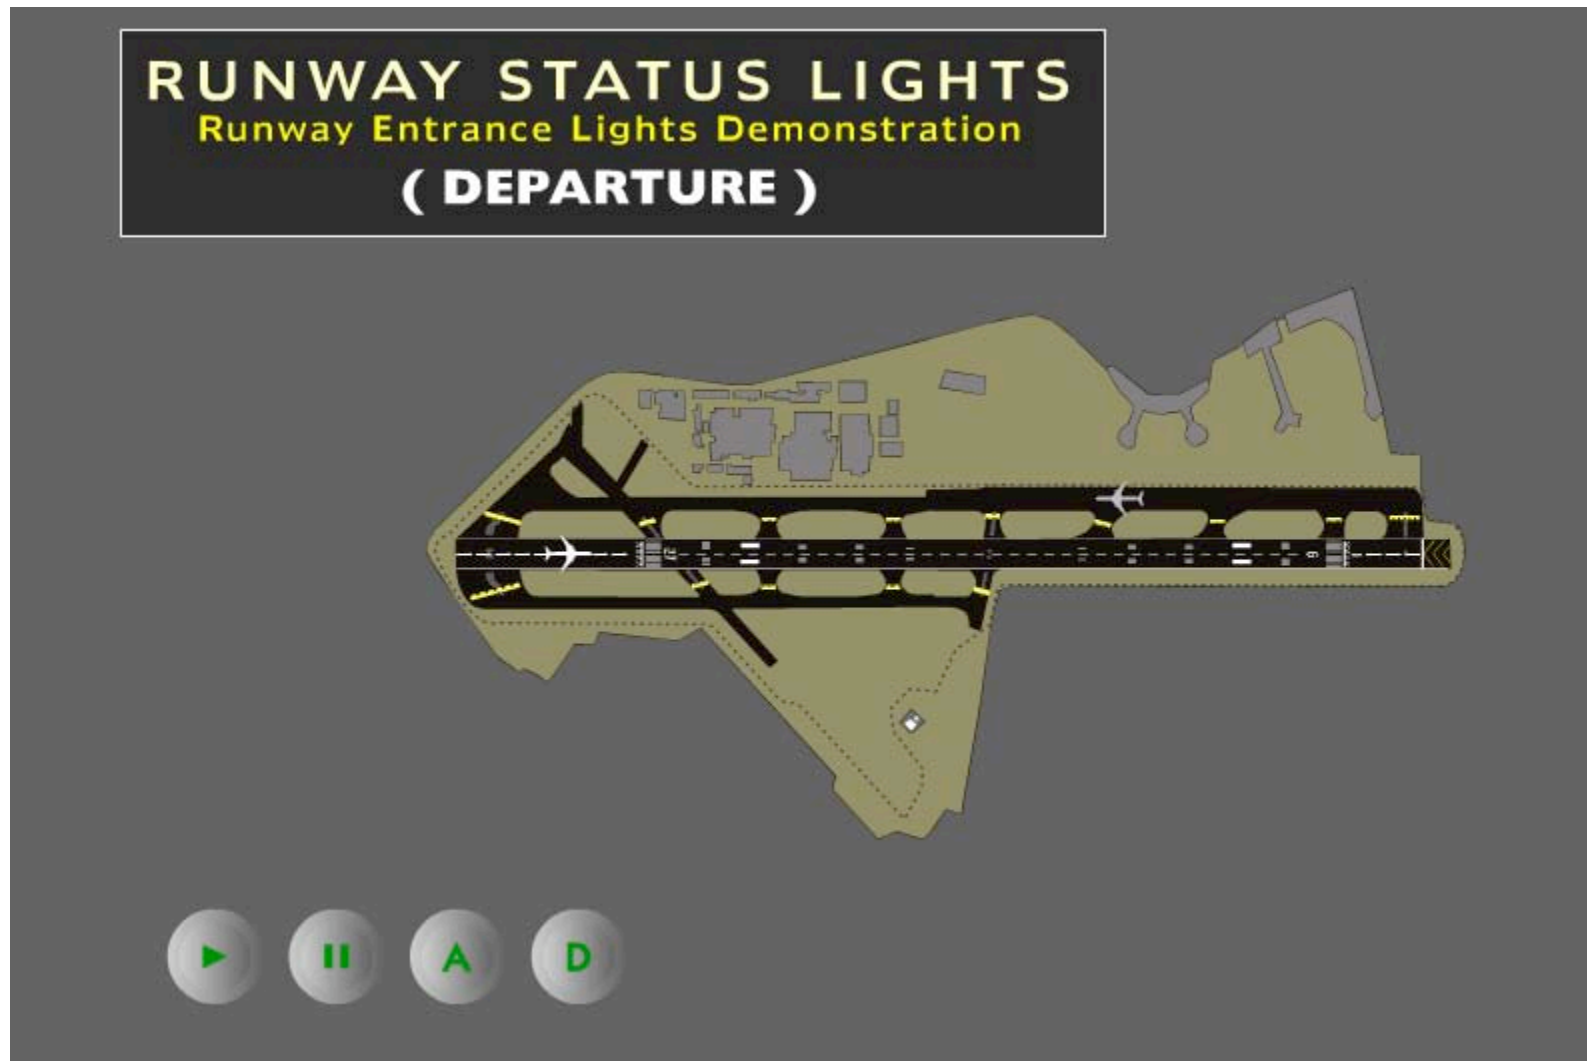 RUNWAY STATUS LIGHTS
Runway Entrance Lights Demonstration
( DEPARTURE )
A D